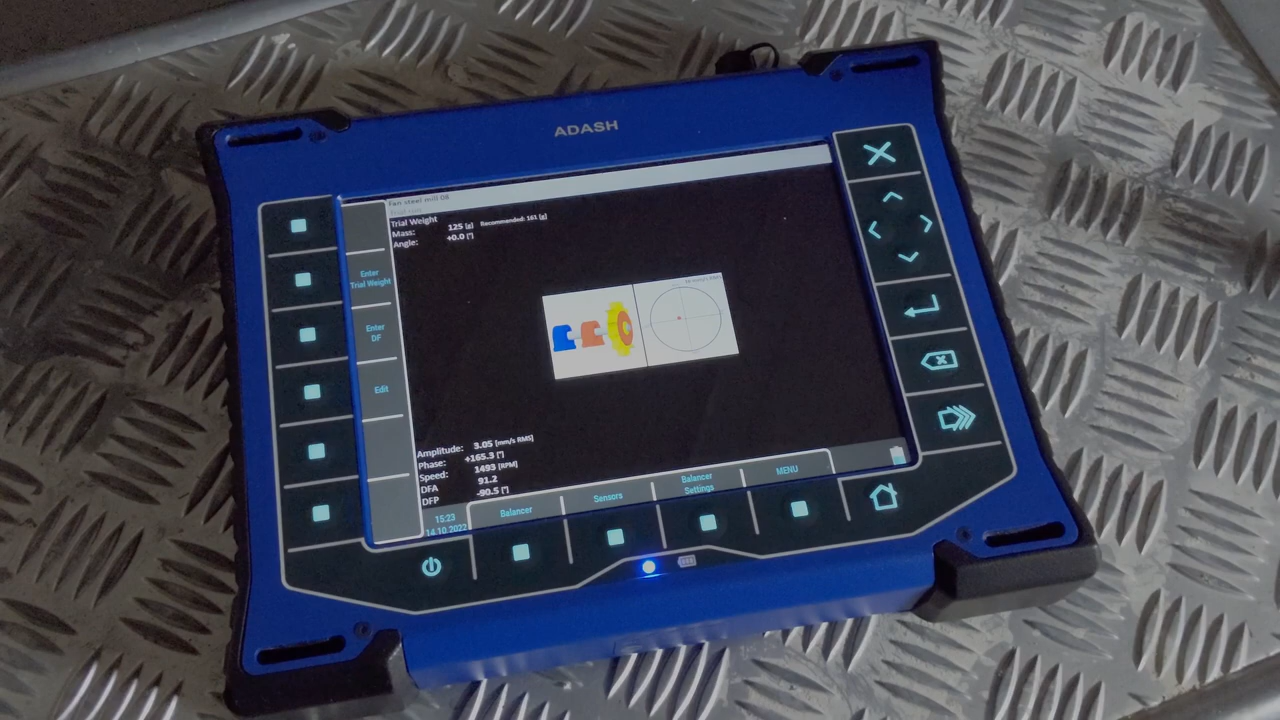 ADASH
Fan steel mill 06
Trial Weight
Mass: 125 [g] Recommended: 161 [g]
Angle: +0.0 [°]
Enter
Trial Weight
Enter
DF
Edit
Amplitude: 3.05 [mm/s RMS]
Phase: +165.3 [°]
Speed: 1493 [RPM]
DFA 91.2
DFP -90.5 [°]
15:23
14.10.2022
Balancer
Sensors
Balancer
Settings
MENU